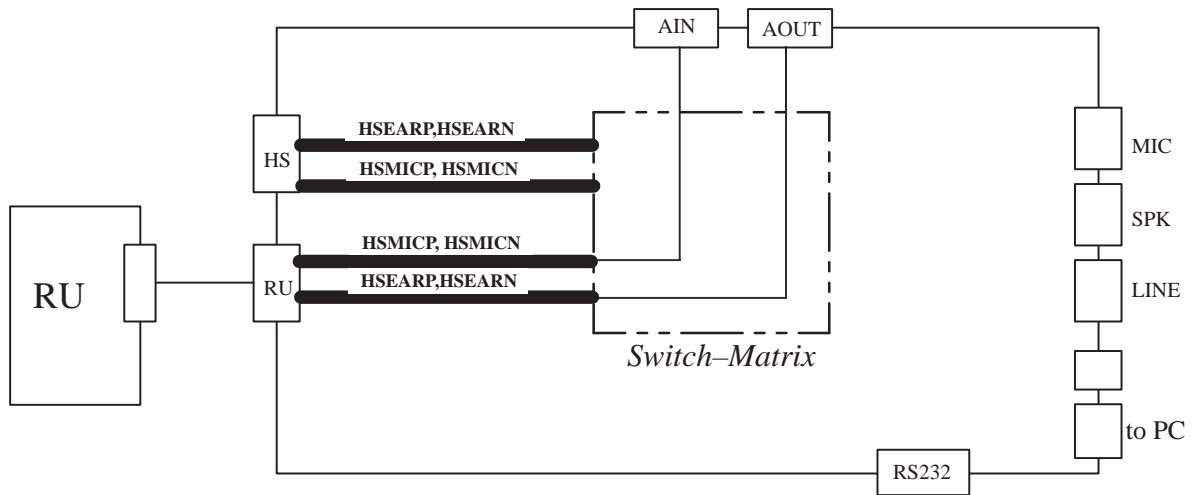 AIN
AOUT
HSEARP,HSEARN
HS
HSMICP, HSMICN
MIC
SPK
HSMICP, HSMICN
RU
RU
HSEARP,HSEARN
LINE
Switch–Matrix
to PC
RS232